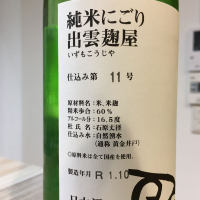 純米にごり
出雲麹屋
いずもこうじや
仕込み第 11 号
原材料名：米、米麹
精米歩合：60％
アルコール分：16.5度
杜氏名：石原丈径
仕込み水：自然湧水
（通称 黄金井戸）
◎原料米は全て国産を使用。
製造年月 R 1.10